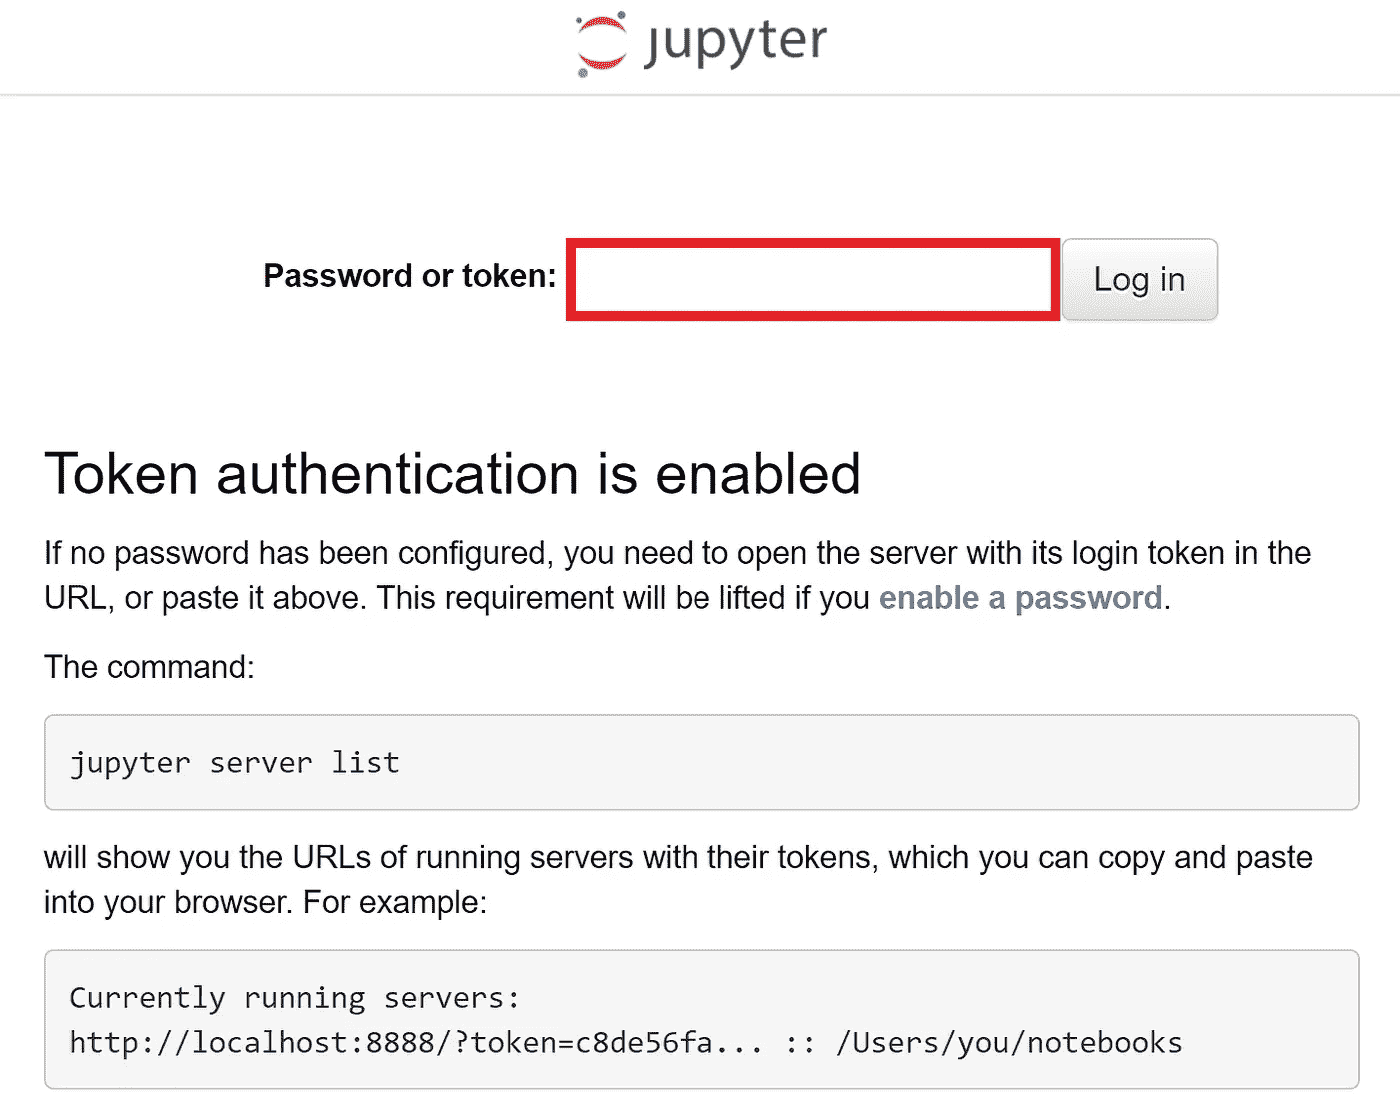 jupyter
Password or token:
Log in
Token authentication is enabled
If no password has been configured, you need to open the server with its login token in the
URL, or paste it above. This requirement will be lifted if you enable a password.
The command:
jupyter server list
will show you the URLs of running servers with their tokens, which you can copy and paste
into your browser. For example:
Currently running servers:
http://localhost:8888/?token=c8de56fa... :: /Users/you/notebooks